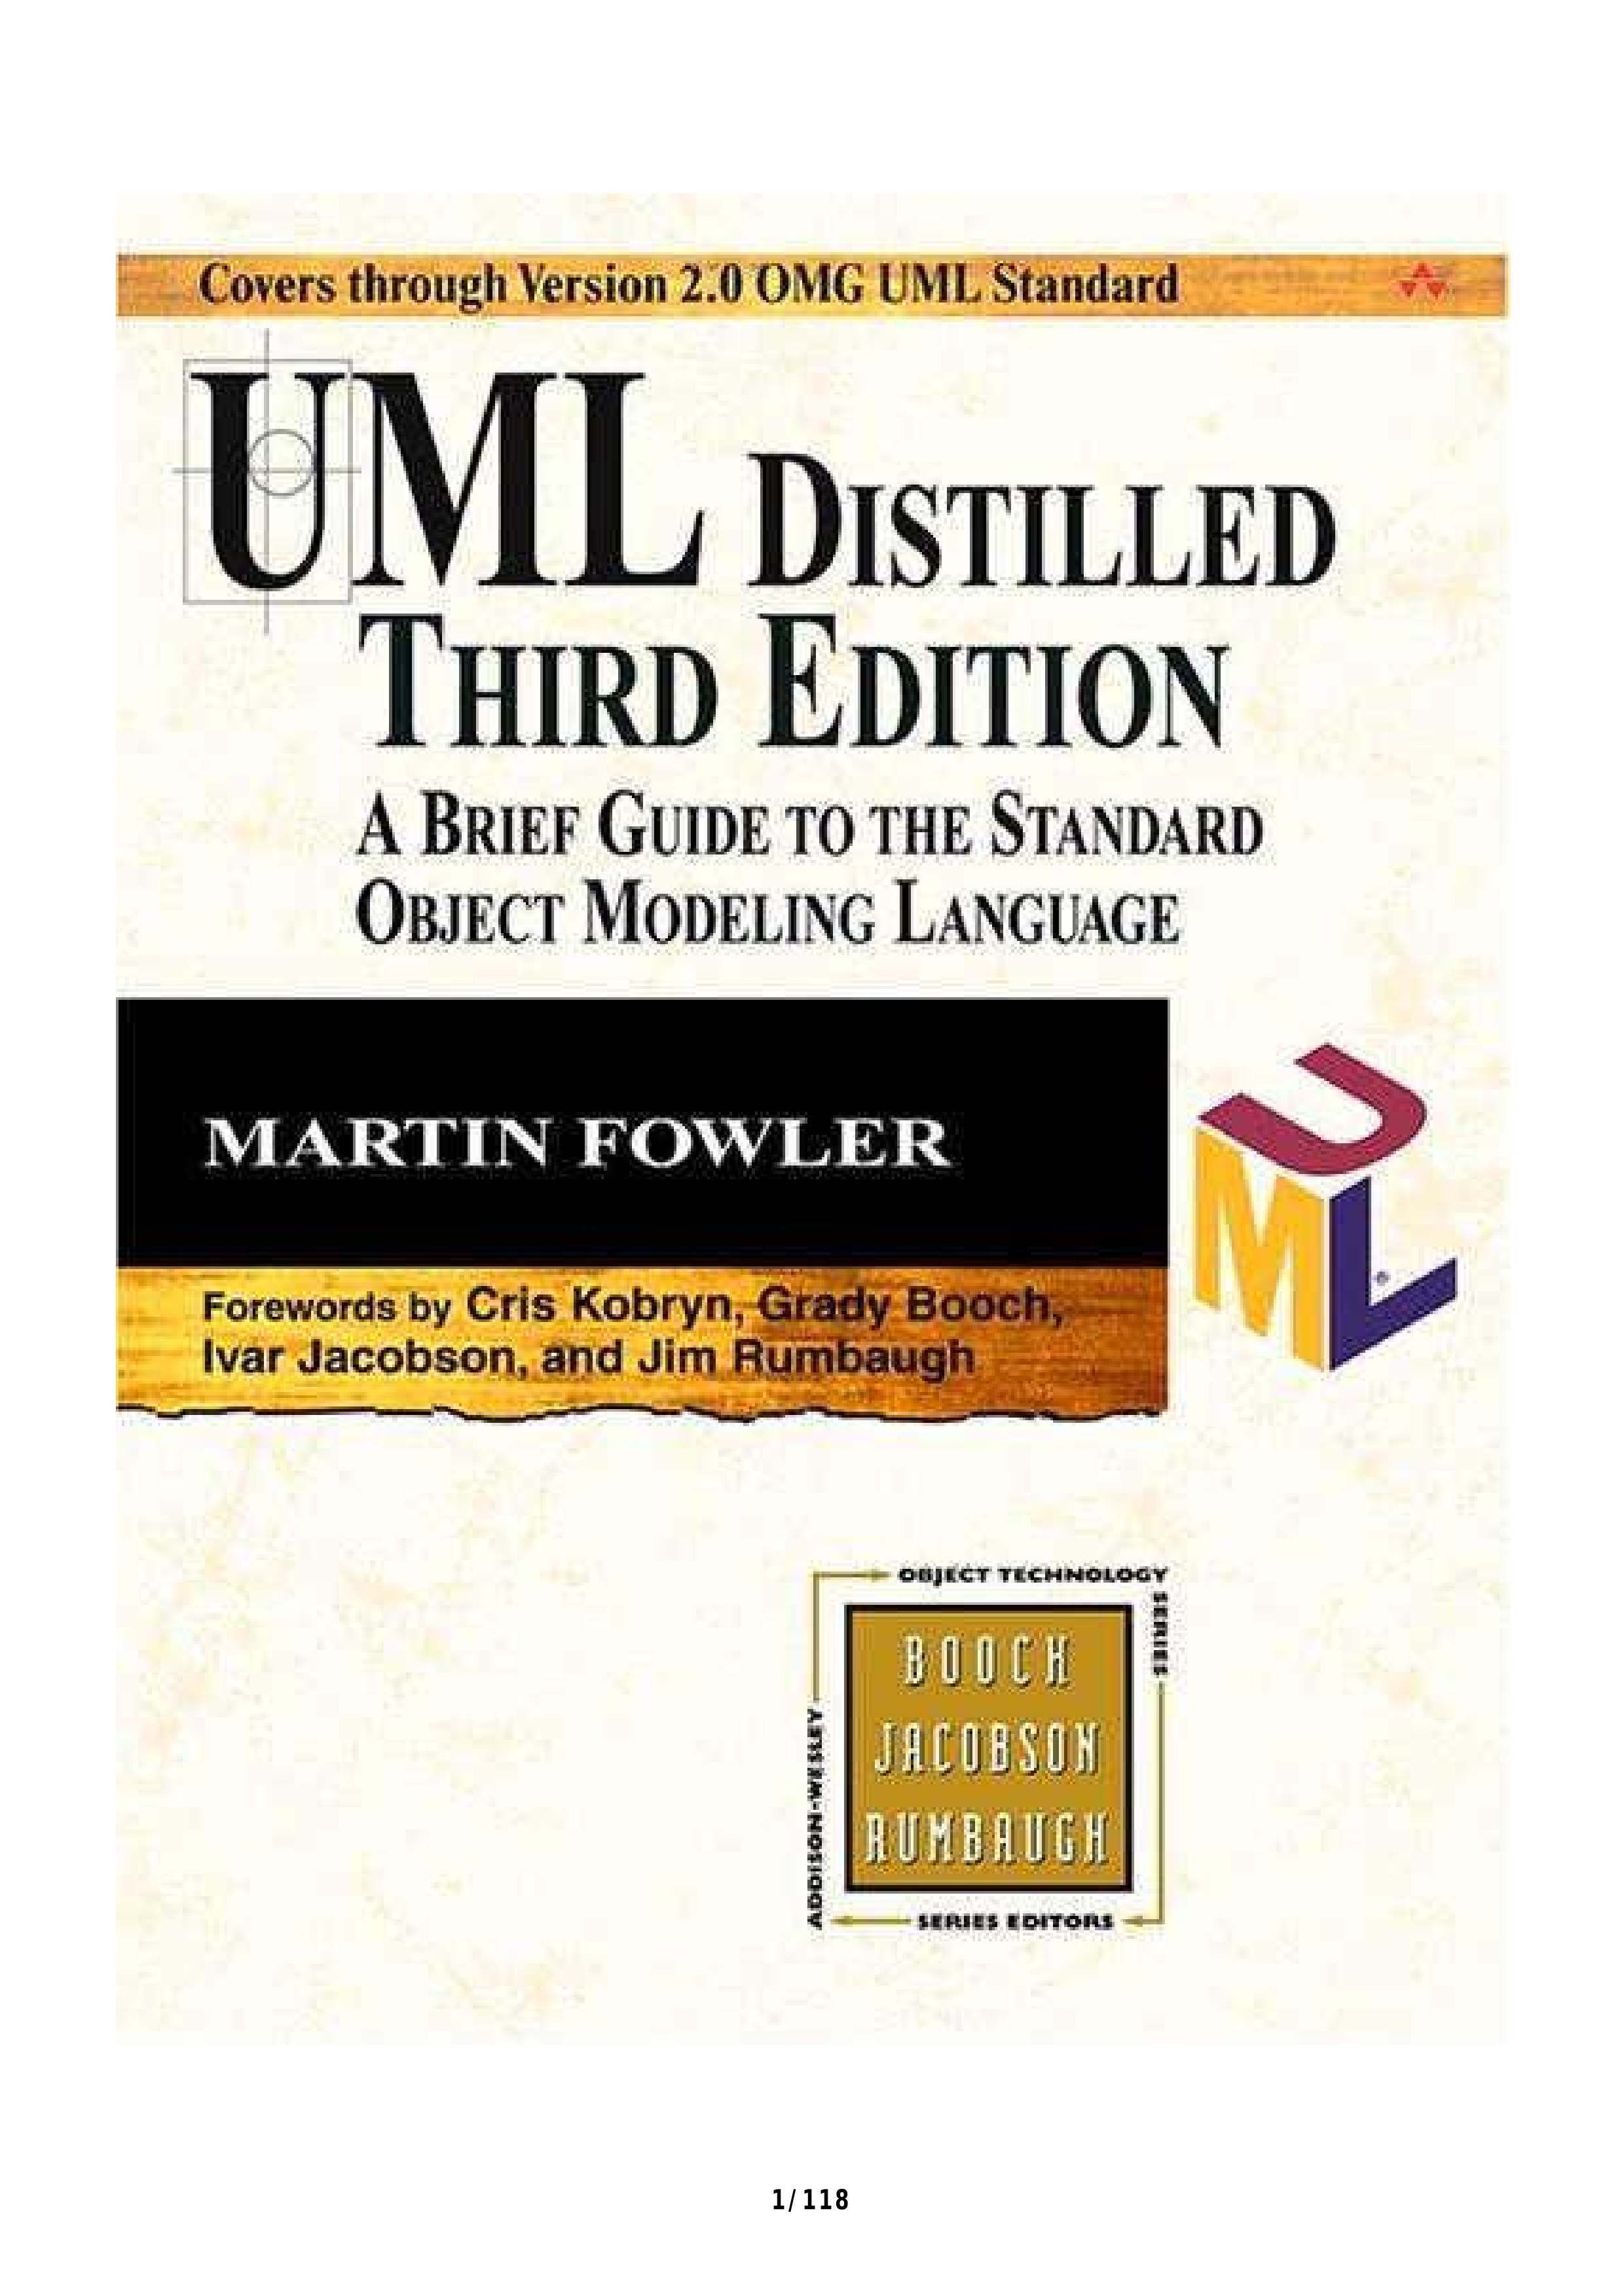 Covers through Version 2.0 OMG UML Standard
UML DISTILLED
THIRD EDITION
A BRIEF GUIDE TO THE STANDARD
OBJECT MODELING LANGUAGE
MARTIN FOWLER
UML
®
Forewords by Cris Kobryn, Grady Booch,
Ivar Jacobson, and Jim Rumbaugh
OBJECT TECHNOLOGY
SERIES
BOOCH
JACOBSON
RUMBAUGH
ADDISON-WESLEY
SERIES EDITORS
1/118